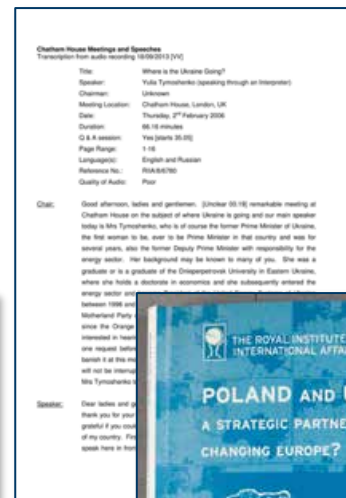 Chatham House Meetings and Speeches
Transcription from audio recording 16/09/2013 [VV]
Title: Where is the Ukraine Going?
Speaker: Yulia Tymoshenko (speaking through an Interpreter)
Chairman: Unknown
Meeting Location: Chatham House, London, UK
Date: Thursday, 2nd February 2006
Duration: 66.16 minutes
Q & A session: Yes [starts 35.05]
Page Range: 1-16
Language(s): English and Russian
Reference No.: RIIA/8/6780
Quality of Audio: Poor
Chair: Good afternoon, ladies and gentlemen. [Unclear 00.18] remarkable meeting at
Chatham House on the subject of where Ukraine is going and our main speaker
today is Mrs Tymoshenko, who is of course the former Prime Minister of Ukraine,
the first woman to be, ever to be Prime Minister in that country and was for
several years, also the former Deputy Prime Minister with responsibility for the
energy sector. Her background may be known to many of you. She was a
graduate or is a graduate of the Dniepropetrovsk University in Eastern Ukraine,
where she holds a doctorate in economics and she subsequently entered the
energy sector and
between 1996 and
Motherland Party
since the Orange
interested in hearin
one request before
banish it at this mo
will not be interrup
Mrs Tymoshenko
Speaker: Dear ladies and g
thank you for your
grateful if you coul
of my country. Firs
speak here in from
THE ROYAL INSTITUTE
INTERNATIONAL AFFA
POLAND AND
A STRATEGIC PARTNE
CHANGING EUROPE?